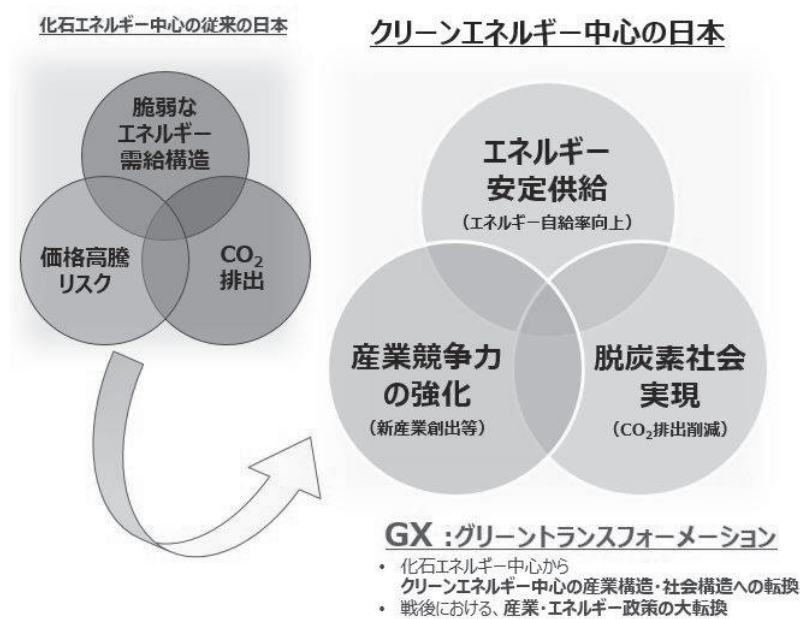 化石エネルギー中心の従来の日本
脆弱な
エネルギー
需給構造
価格高騰
リスク
CO₂
排出
クリーンエネルギー中心の日本
エネルギー
安定供給
(エネルギー自給率向上)
産業競争力
の強化
(新産業創出等)
脱炭素社会
実現
(CO₂排出削減)
GX:グリーントランスフォーメーション
• 化石エネルギー中心から
クリーンエネルギー中心の産業構造・社会構造への転換
• 戦後における、産業・エネルギー政策の大転換